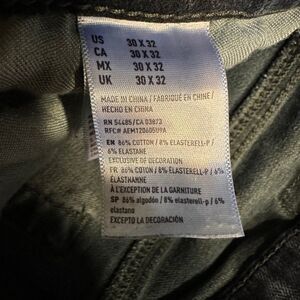 US 30 X 32
CA 30 X 32
MX 30 X 32
UK 30 X 32
MADE IN CHINA / FABRIQUÉ EN CHINE /
HECHO EN CHINA
RN 54485/CA 03873
RFC# AEM120605U9A
EN 86% COTTON / 8% ELASTERELL-P /
6% ELASTANE
EXCLUSIVE OF DECORATION
FR 86% COTON / 8% ELASTERELL-P / 6%
ÉLASTHANNE
À L'EXCEPTION DE LA GARNITURE
SP 86% algodón / 8% elasterell-p / 6%
elastano
EXCEPTO LA DECORACIÓN